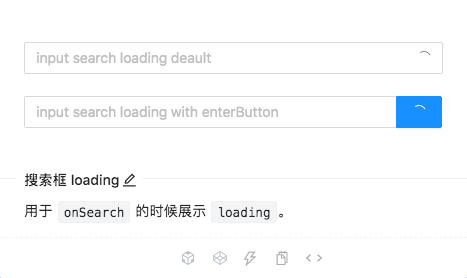 input search loading deault
input search loading with enterButton
搜索框 loading
用于 onSearch 的时候展示 loading 。